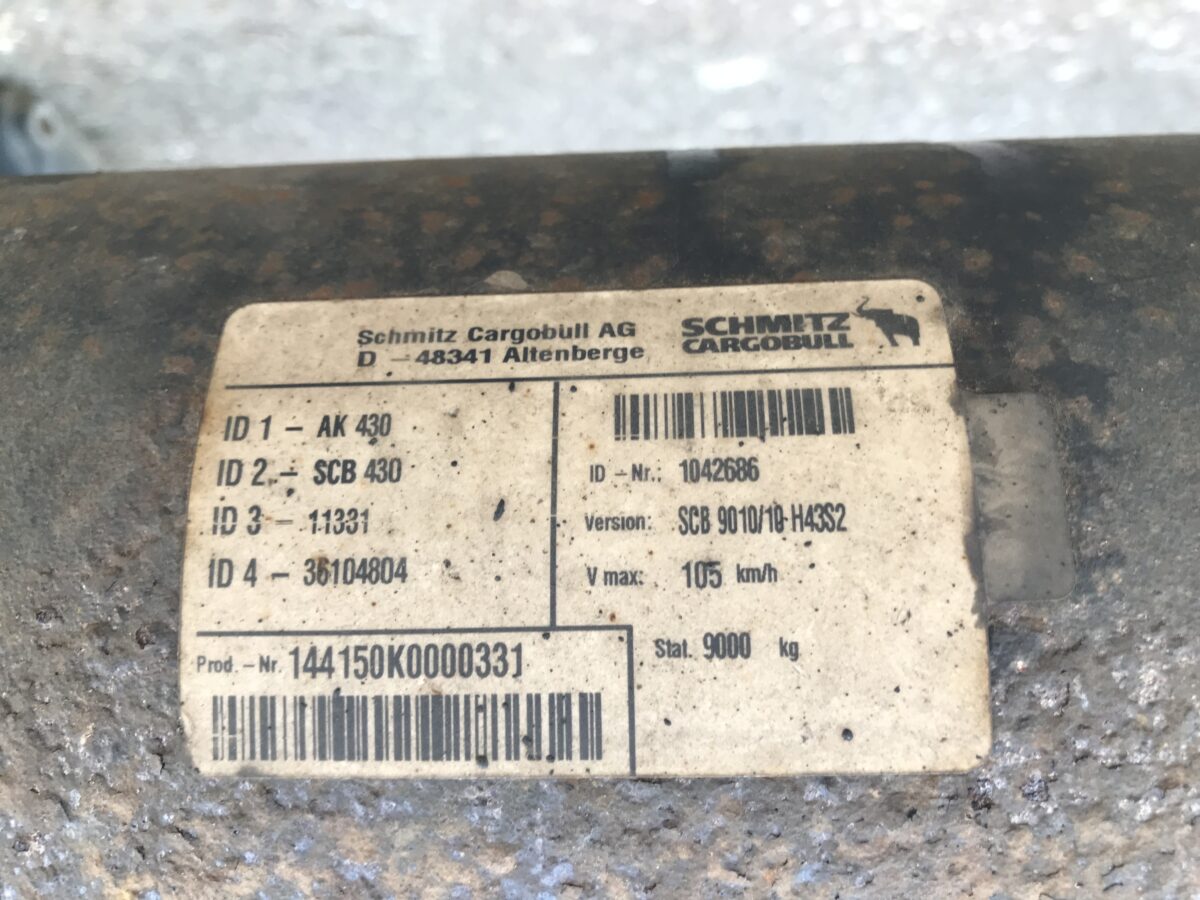 Schmitz Cargobull AG
D - 48341 Altenberge
SCHMITZ
CARGOBULL
ID 1 - AK 430
ID 2 - SCB 430
ID 3 - 11331
ID 4 - 36104804
ID -Nr.: 1042686
Version: SCB 9010/10-H43S2
V max: 105 km/h
Stat. 9000 kg
Prod.-Nr. 144150K0000331